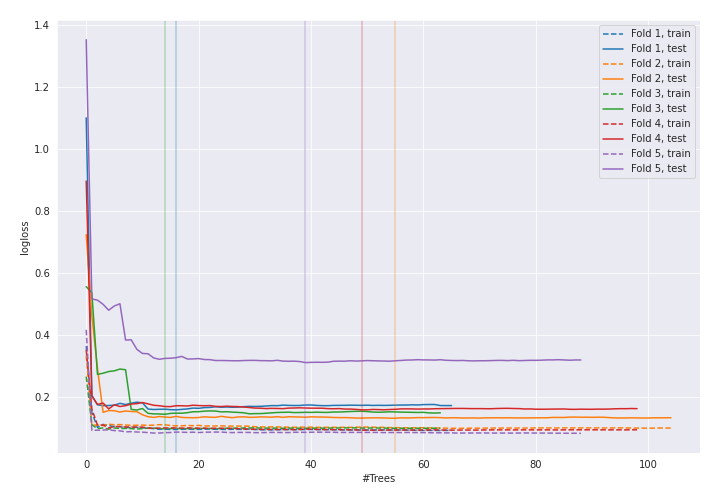 1.4
1.2
1.0
0.8
0.6
0.4
0.2
logloss
0
20
40
60
80
100
#Trees
Fold 1, train
Fold 1, test
Fold 2, train
Fold 2, test
Fold 3, train
Fold 3, test
Fold 4, train
Fold 4, test
Fold 5, train
Fold 5, test